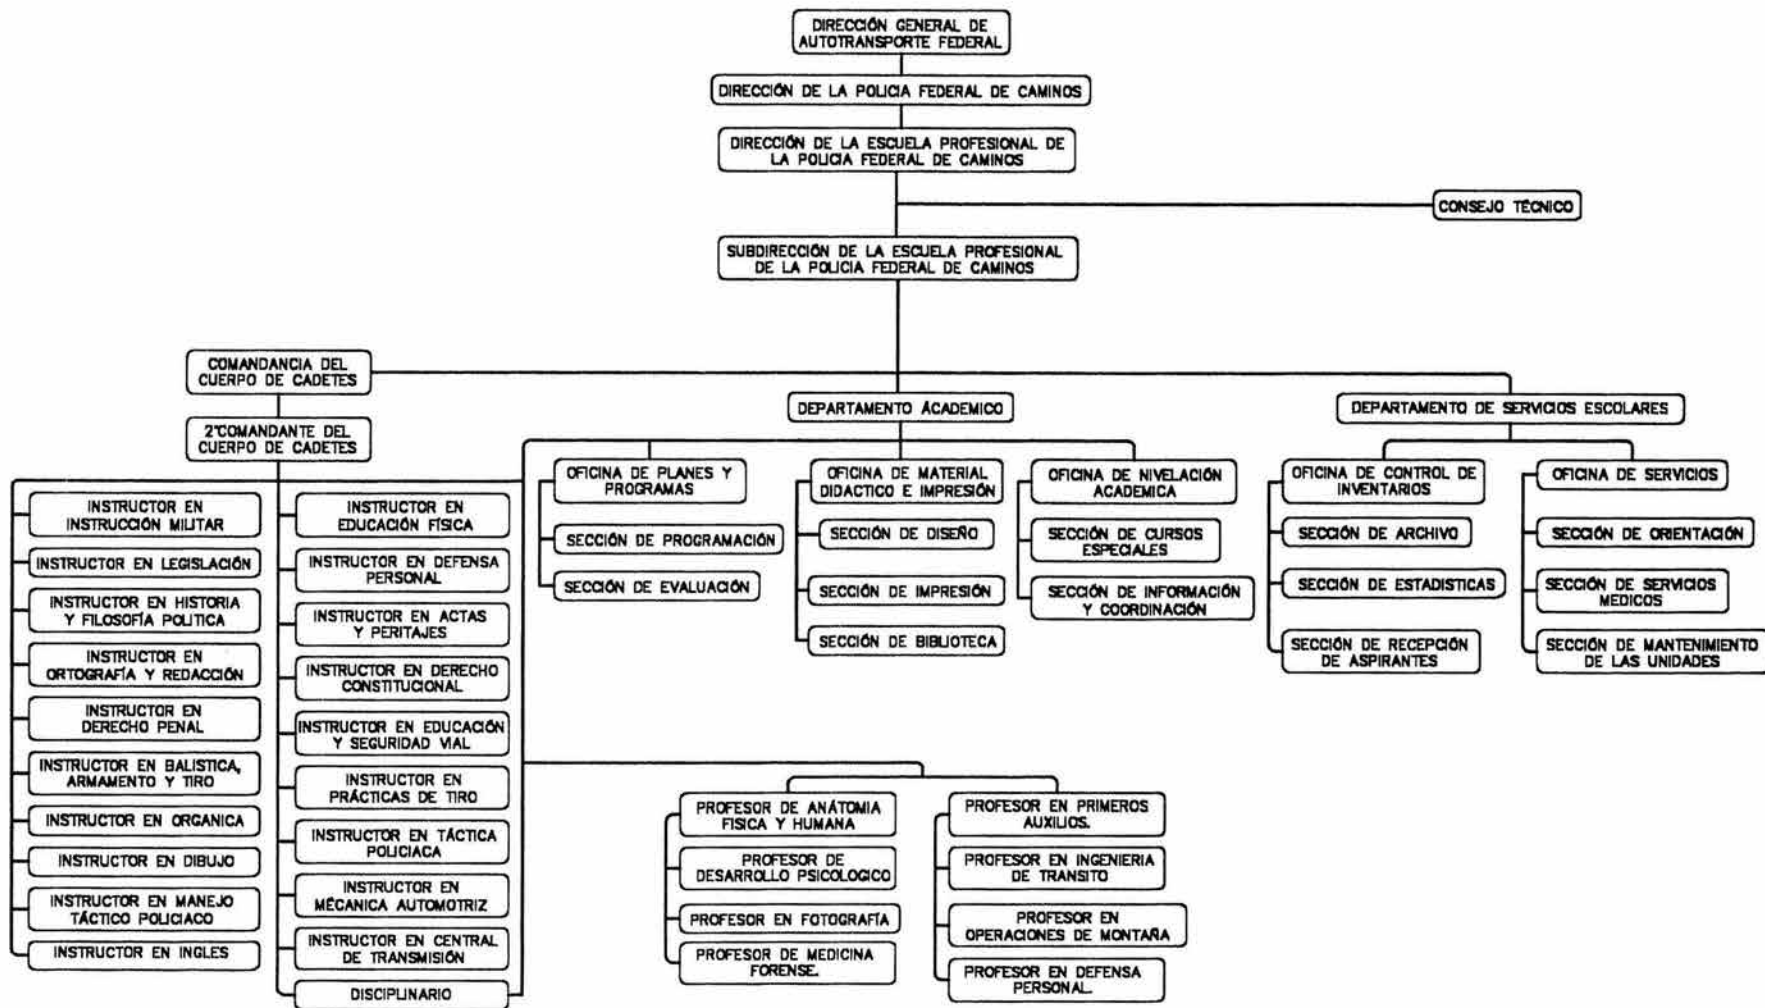 DIRECCIÓN GENERAL DE
AUTOTRANSPORTE FEDERAL
DIRECCIÓN DE LA POLICIA FEDERAL DE CAMINOS
DIRECCIÓN DE LA ESCUELA PROFESIONAL DE
LA POLICIA FEDERAL DE CAMINOS
CONSEJO TÉCNICO
SUBDIRECCIÓN DE LA ESCUELA PROFESIONAL
DE LA POLICIA FEDERAL DE CAMINOS
COMANDANCIA DEL
CUERPO DE CADETES
2°COMANDANTE DEL
CUERPO DE CADETES
INSTRUCTOR EN
INSTRUCCIÓN MILITAR
INSTRUCTOR EN LEGISLACIÓN
INSTRUCTOR EN HISTORIA
Y FILOSOFÍA POLITICA
INSTRUCTOR EN
ORTOGRAFÍA Y REDACCIÓN
INSTRUCTOR EN
DERECHO PENAL
INSTRUCTOR EN BALISTICA,
ARMAMENTO Y TIRO
INSTRUCTOR EN ORGANICA
INSTRUCTOR EN DIBUJO
INSTRUCTOR EN MANEJO
TÁCTICO POLICIACO
INSTRUCTOR EN INGLES
INSTRUCTOR EN
EDUCACIÓN FÍSICA
INSTRUCTOR EN DEFENSA
PERSONAL
INSTRUCTOR EN ACTAS
Y PERITAJES
INSTRUCTOR EN DERECHO
CONSTITUCIONAL
INSTRUCTOR EN EDUCACIÓN
Y SEGURIDAD VIAL
INSTRUCTOR EN
PRÁCTICAS DE TIRO
INSTRUCTOR EN TÁCTICA
POLICIACA
INSTRUCTOR EN
MÉCANICA AUTOMOTRIZ
INSTRUCTOR EN CENTRAL
DE TRANSMISIÓN
DISCIPLINARIO
DEPARTAMENTO ÁCADEMICO
OFICINA DE PLANES Y
PROGRAMAS
SECCIÓN DE PROGRAMACIÓN
SECCIÓN DE EVALUACIÓN
OFICINA DE MATERIAL
DIDACTICO E IMPRESIÓN
SECCIÓN DE DISEÑO
SECCIÓN DE IMPRESIÓN
SECCIÓN DE BIBLIOTECA
OFICINA DE NIVELACIÓN
ACADEMICA
SECCIÓN DE CURSOS
ESPECIALES
SECCIÓN DE INFORMACIÓN
Y COORDINACIÓN
PROFESOR DE ANÁTOMIA
FISICA Y HUMANA
PROFESOR DE
DESARROLLO PSICOLOGICO
PROFESOR EN FOTOGRAFÍA
PROFESOR DE MEDICINA
FORENSE.
PROFESOR EN PRIMEROS
AUXILIOS.
PROFESOR EN INGENIERIA
DE TRANSITO
PROFESOR EN
OPERACIONES DE MONTAÑA
PROFESOR EN DEFENSA
PERSONAL.
DEPARTAMENTO DE SERVICIOS ESCOLARES
OFICINA DE CONTROL DE
INVENTARIOS
SECCIÓN DE ARCHIVO
SECCIÓN DE ESTADISTICAS
SECCIÓN DE RECEPCIÓN
DE ASPIRANTES
OFICINA DE SERVICIOS
SECCIÓN DE ORIENTACIÓN
SECCIÓN DE SERVICIOS
MEDICOS
SECCIÓN DE MANTENIMIENTO
DE LAS UNIDADES